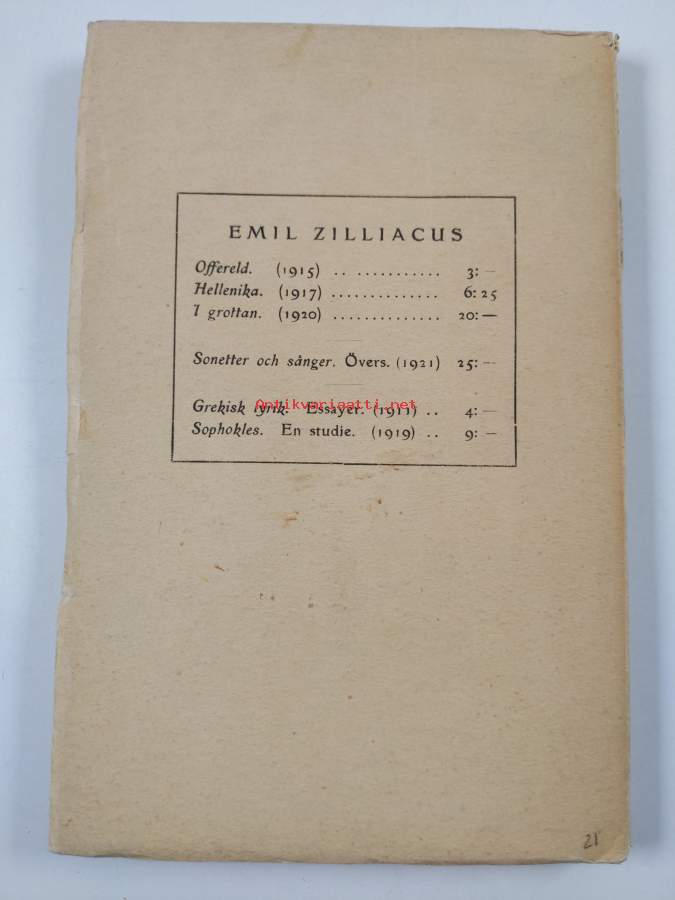 EMIL ZILLIACUS
Offereld. (1915) .. ........... 3: —
Hellenika. (1917) .............. 6: 25
I grottan. (1920) .............. 20: —
Sonetter och sånger. Övers. (1921) 25: —
Antikvariaatti.net
Grekisk lyrik. Essayer. (1911) .. 4: —
Sophokles. En studie. (1919) .. 9: —
21